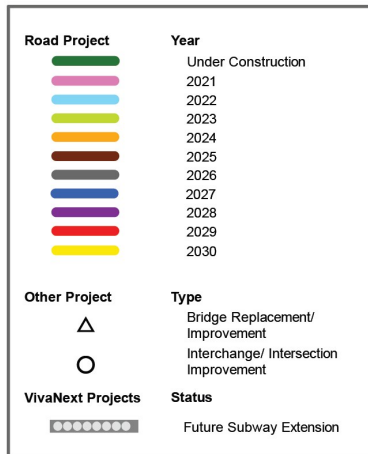 Road Project Year
Under Construction
2021
2022
2023
2024
2025
2026
2027
2028
2029
2030
Other Project Type
Bridge Replacement/
Improvement
Interchange/ Intersection
Improvement
VivaNext Projects Status
Future Subway Extension